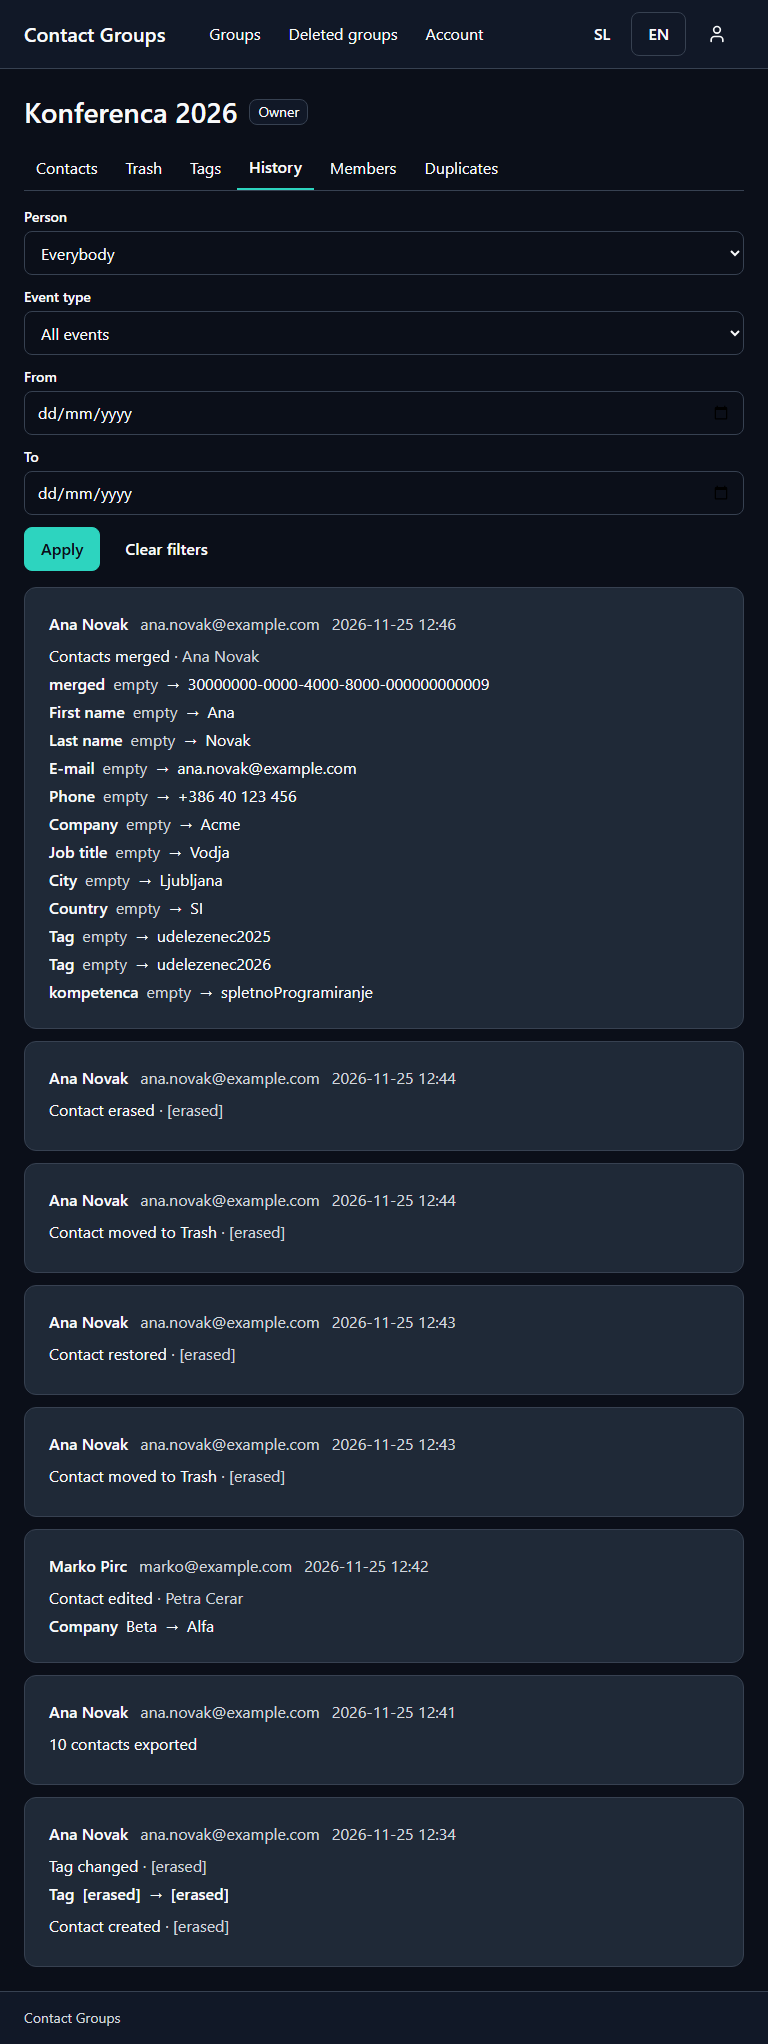 Contact Groups Groups Deleted groups Account SL EN
Konferenca 2026 Owner
Contacts Trash Tags History Members Duplicates
Person
Everybody
Event type
All events
From
dd/mm/yyyy
To
dd/mm/yyyy
Apply Clear filters
Ana Novak ana.novak@example.com 2026-11-25 12:46
Contacts merged · Ana Novak
merged empty → 30000000-0000-4000-8000-000000000009
First name empty → Ana
Last name empty → Novak
E-mail empty → ana.novak@example.com
Phone empty → +386 40 123 456
Company empty → Acme
Job title empty → Vodja
City empty → Ljubljana
Country empty → SI
Tag empty → udelezenec2025
Tag empty → udelezenec2026
kompetenca empty → spletnoProgramiranje
Ana Novak ana.novak@example.com 2026-11-25 12:44
Contact erased · [erased]
Ana Novak ana.novak@example.com 2026-11-25 12:44
Contact moved to Trash · [erased]
Ana Novak ana.novak@example.com 2026-11-25 12:43
Contact restored · [erased]
Ana Novak ana.novak@example.com 2026-11-25 12:43
Contact moved to Trash · [erased]
Marko Pirc marko@example.com 2026-11-25 12:42
Contact edited · Petra Cerar
Company Beta → Alfa
Ana Novak ana.novak@example.com 2026-11-25 12:41
10 contacts exported
Ana Novak ana.novak@example.com 2026-11-25 12:34
Tag changed · [erased]
Tag [erased] → [erased]
Contact created · [erased]
Contact Groups